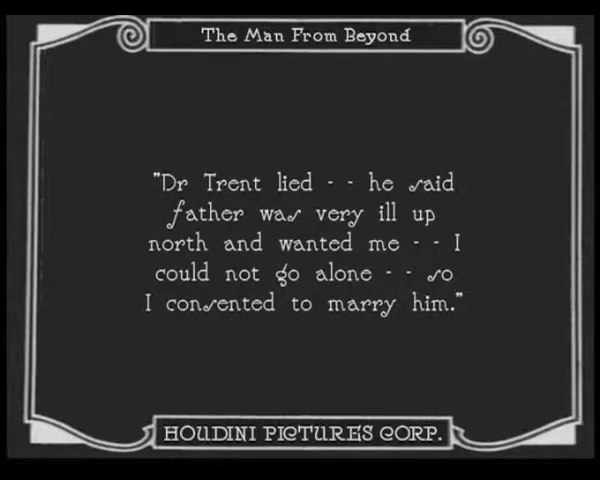 The Man From Beyond
"Dr Trent lied - - he said
father was very ill up
north and wanted me - - I
could not go alone - - so
I consented to marry him."
HOUDINI PICTURES CORP.